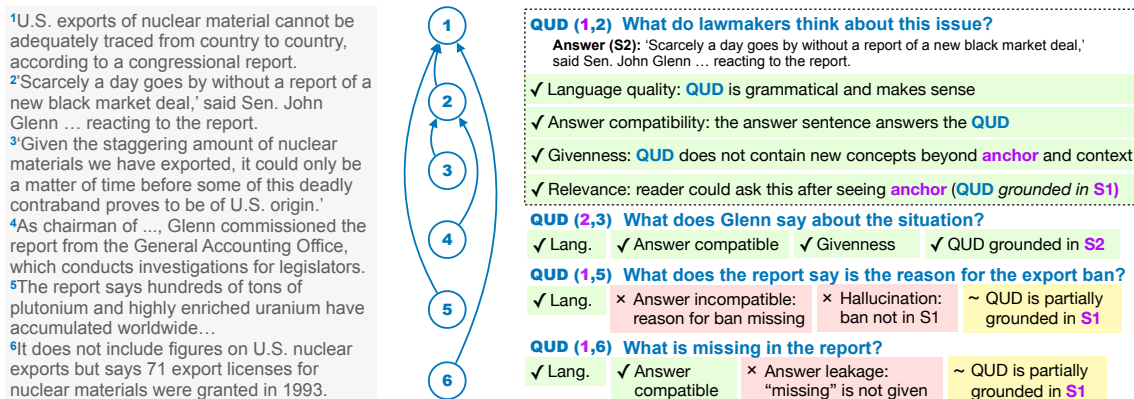 ¹U.S. exports of nuclear material cannot be
adequately traced from country to country,
according to a congressional report.
²'Scarcely a day goes by without a report of a
new black market deal,' said Sen. John
Glenn … reacting to the report.
³'Given the staggering amount of nuclear
materials we have exported, it could only be
a matter of time before some of this deadly
contraband proves to be of U.S. origin.'
⁴As chairman of ..., Glenn commissioned the
report from the General Accounting Office,
which conducts investigations for legislators.
⁵The report says hundreds of tons of
plutonium and highly enriched uranium have
accumulated worldwide…
⁶It does not include figures on U.S. nuclear
exports but says 71 export licenses for
nuclear materials were granted in 1993.
1
2
3
4
5
6
QUD (1,2) What do lawmakers think about this issue?
Answer (S2): 'Scarcely a day goes by without a report of a new black market deal,'
said Sen. John Glenn … reacting to the report.
✓ Language quality: QUD is grammatical and makes sense
✓ Answer compatibility: the answer sentence answers the QUD
✓ Givenness: QUD does not contain new concepts beyond anchor and context
✓ Relevance: reader could ask this after seeing anchor (QUD grounded in S1)
QUD (2,3) What does Glenn say about the situation?
✓ Lang. ✓ Answer compatible ✓ Givenness ✓ QUD grounded in S2
QUD (1,5) What does the report say is the reason for the export ban?
✓ Lang. × Answer incompatible: × Hallucination: ~ QUD is partially
reason for ban missing ban not in S1 grounded in S1
QUD (1,6) What is missing in the report?
✓ Lang. ✓ Answer × Answer leakage: ~ QUD is partially
compatible "missing" is not given grounded in S1